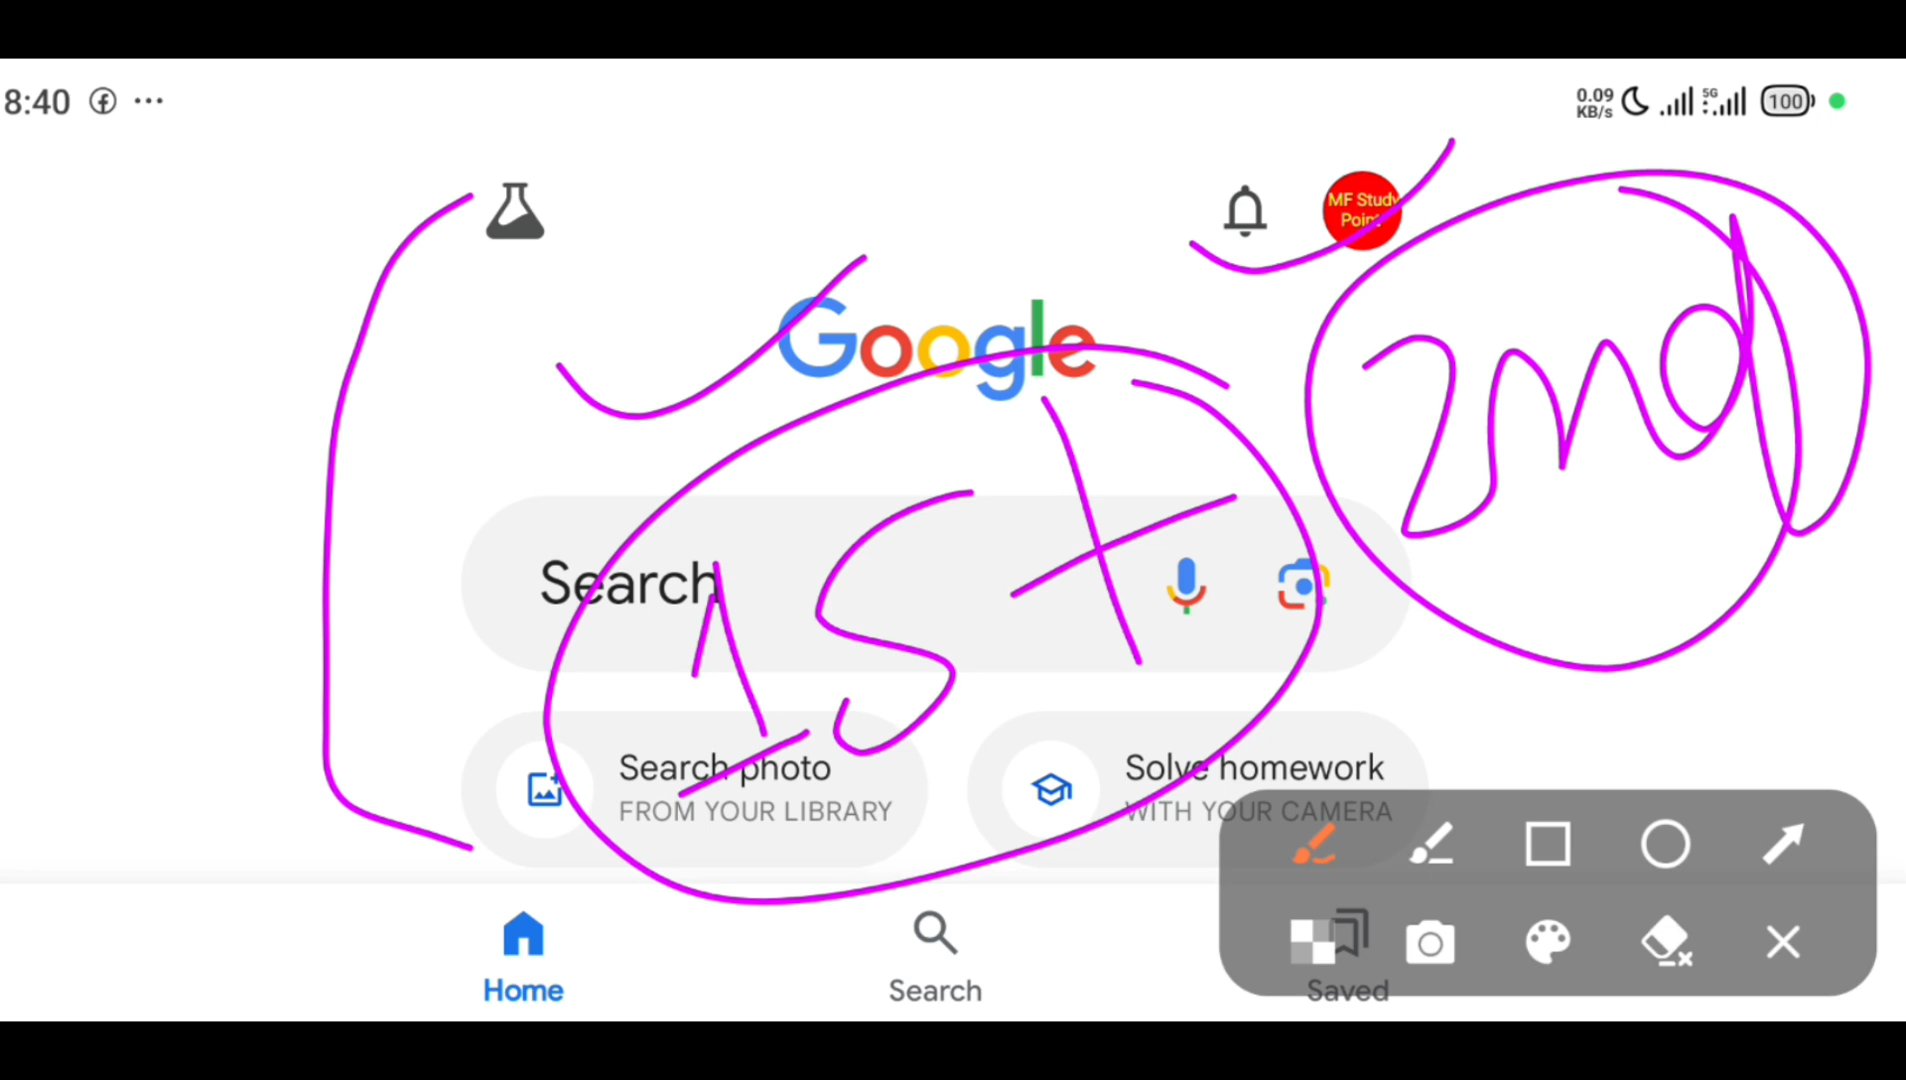 8:40
0.09 KB/s 5G 100
MF Study
Point
Google
2nd
1st
Search
Search photo
FROM YOUR LIBRARY
Solve homework
WITH YOUR CAMERA
Home
Search
Saved